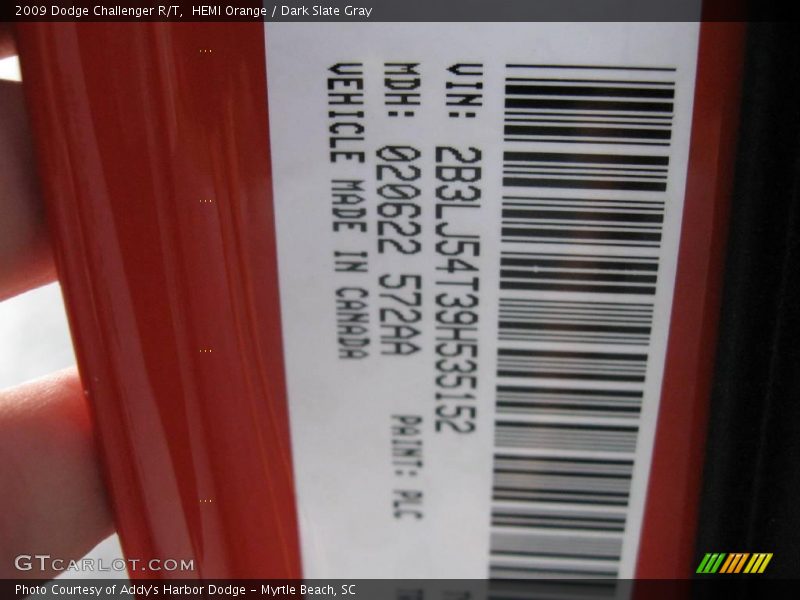 2009 Dodge Challenger R/T, HEMI Orange / Dark Slate Gray
VIN: 2B3LJ54T39H535152
MDH: 020622 572AA PAINT: PLC
VEHICLE MADE IN CANADA
GTCARLOT.COM
Photo Courtesy of Addy's Harbor Dodge - Myrtle Beach, SC